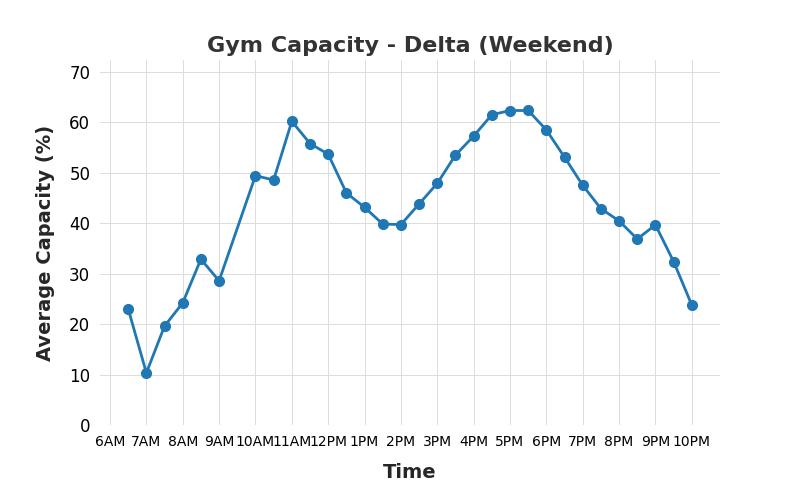 Gym Capacity - Delta (Weekend)
Average Capacity (%)
70
60
50
40
30
20
10
0
6AM 7AM 8AM 9AM 10AM 11AM 12PM 1PM 2PM 3PM 4PM 5PM 6PM 7PM 8PM 9PM 10PM
Time